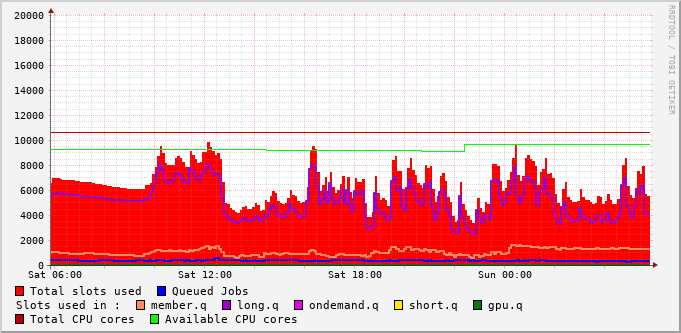 20000
18000
16000
14000
12000
10000
8000
6000
4000
2000
0
Sat 06:00 Sat 12:00 Sat 18:00 Sun 00:00
RRDTOOL / TOBI OETIKER
Total slots used Queued Jobs
Slots used in : member.q long.q ondemand.q short.q gpu.q
Total CPU cores Available CPU cores